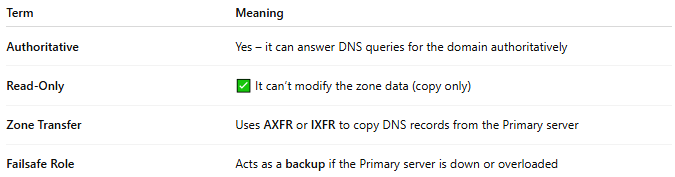 Term Meaning
Authoritative Yes – it can answer DNS queries for the domain authoritatively
Read-Only ✅ It can't modify the zone data (copy only)
Zone Transfer Uses AXFR or IXFR to copy DNS records from the Primary server
Failsafe Role Acts as a backup if the Primary server is down or overloaded